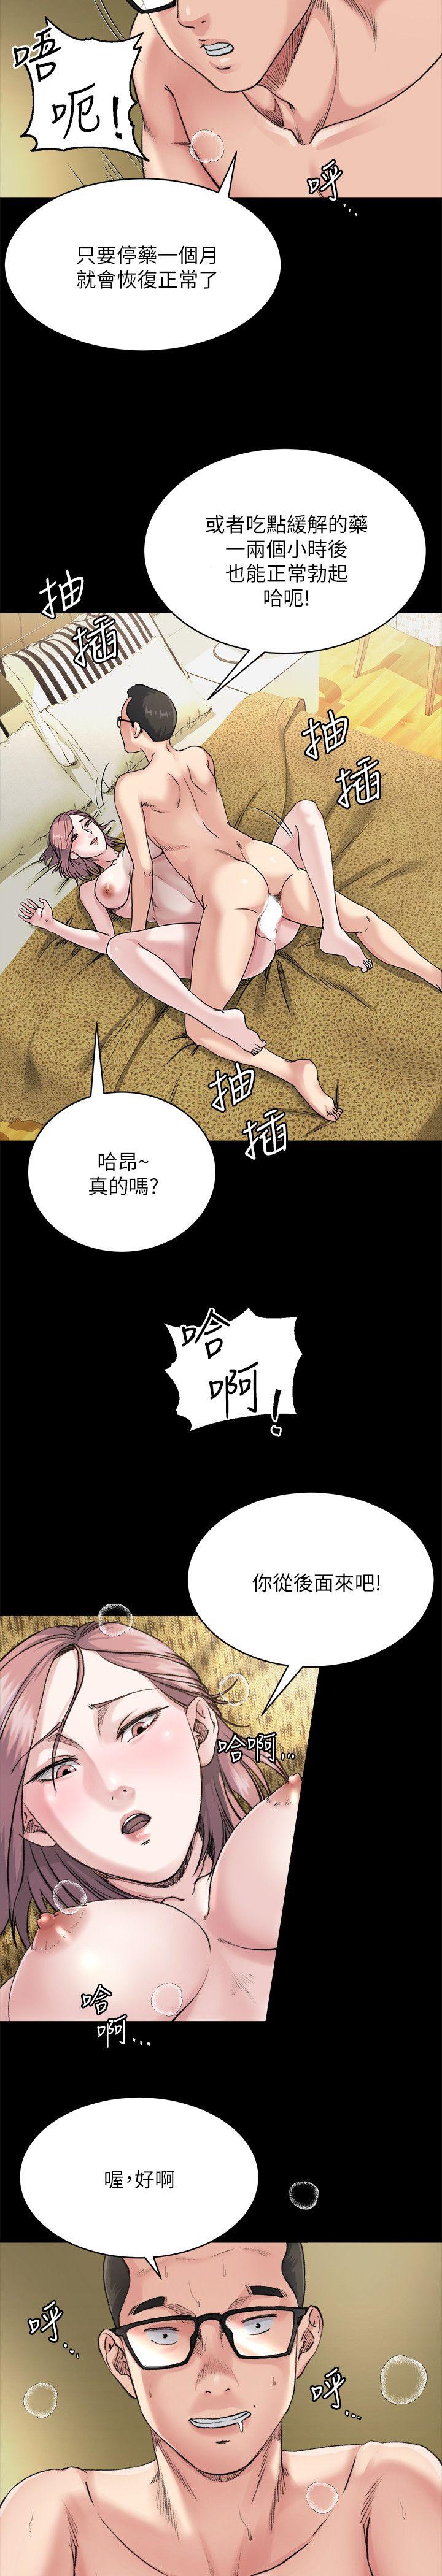 唔
呃!
呼...
只要停藥一個月
就會恢復正常了
或者吃點緩解的藥
一兩個小時後
也能正常勃起
哈呃!
抽
插
抽
插
抽
插
哈昂~
真的嗎?
哈
啊!
你從後面來吧!
哈啊...
哈
啊...
喔,好啊
呼...
呼...